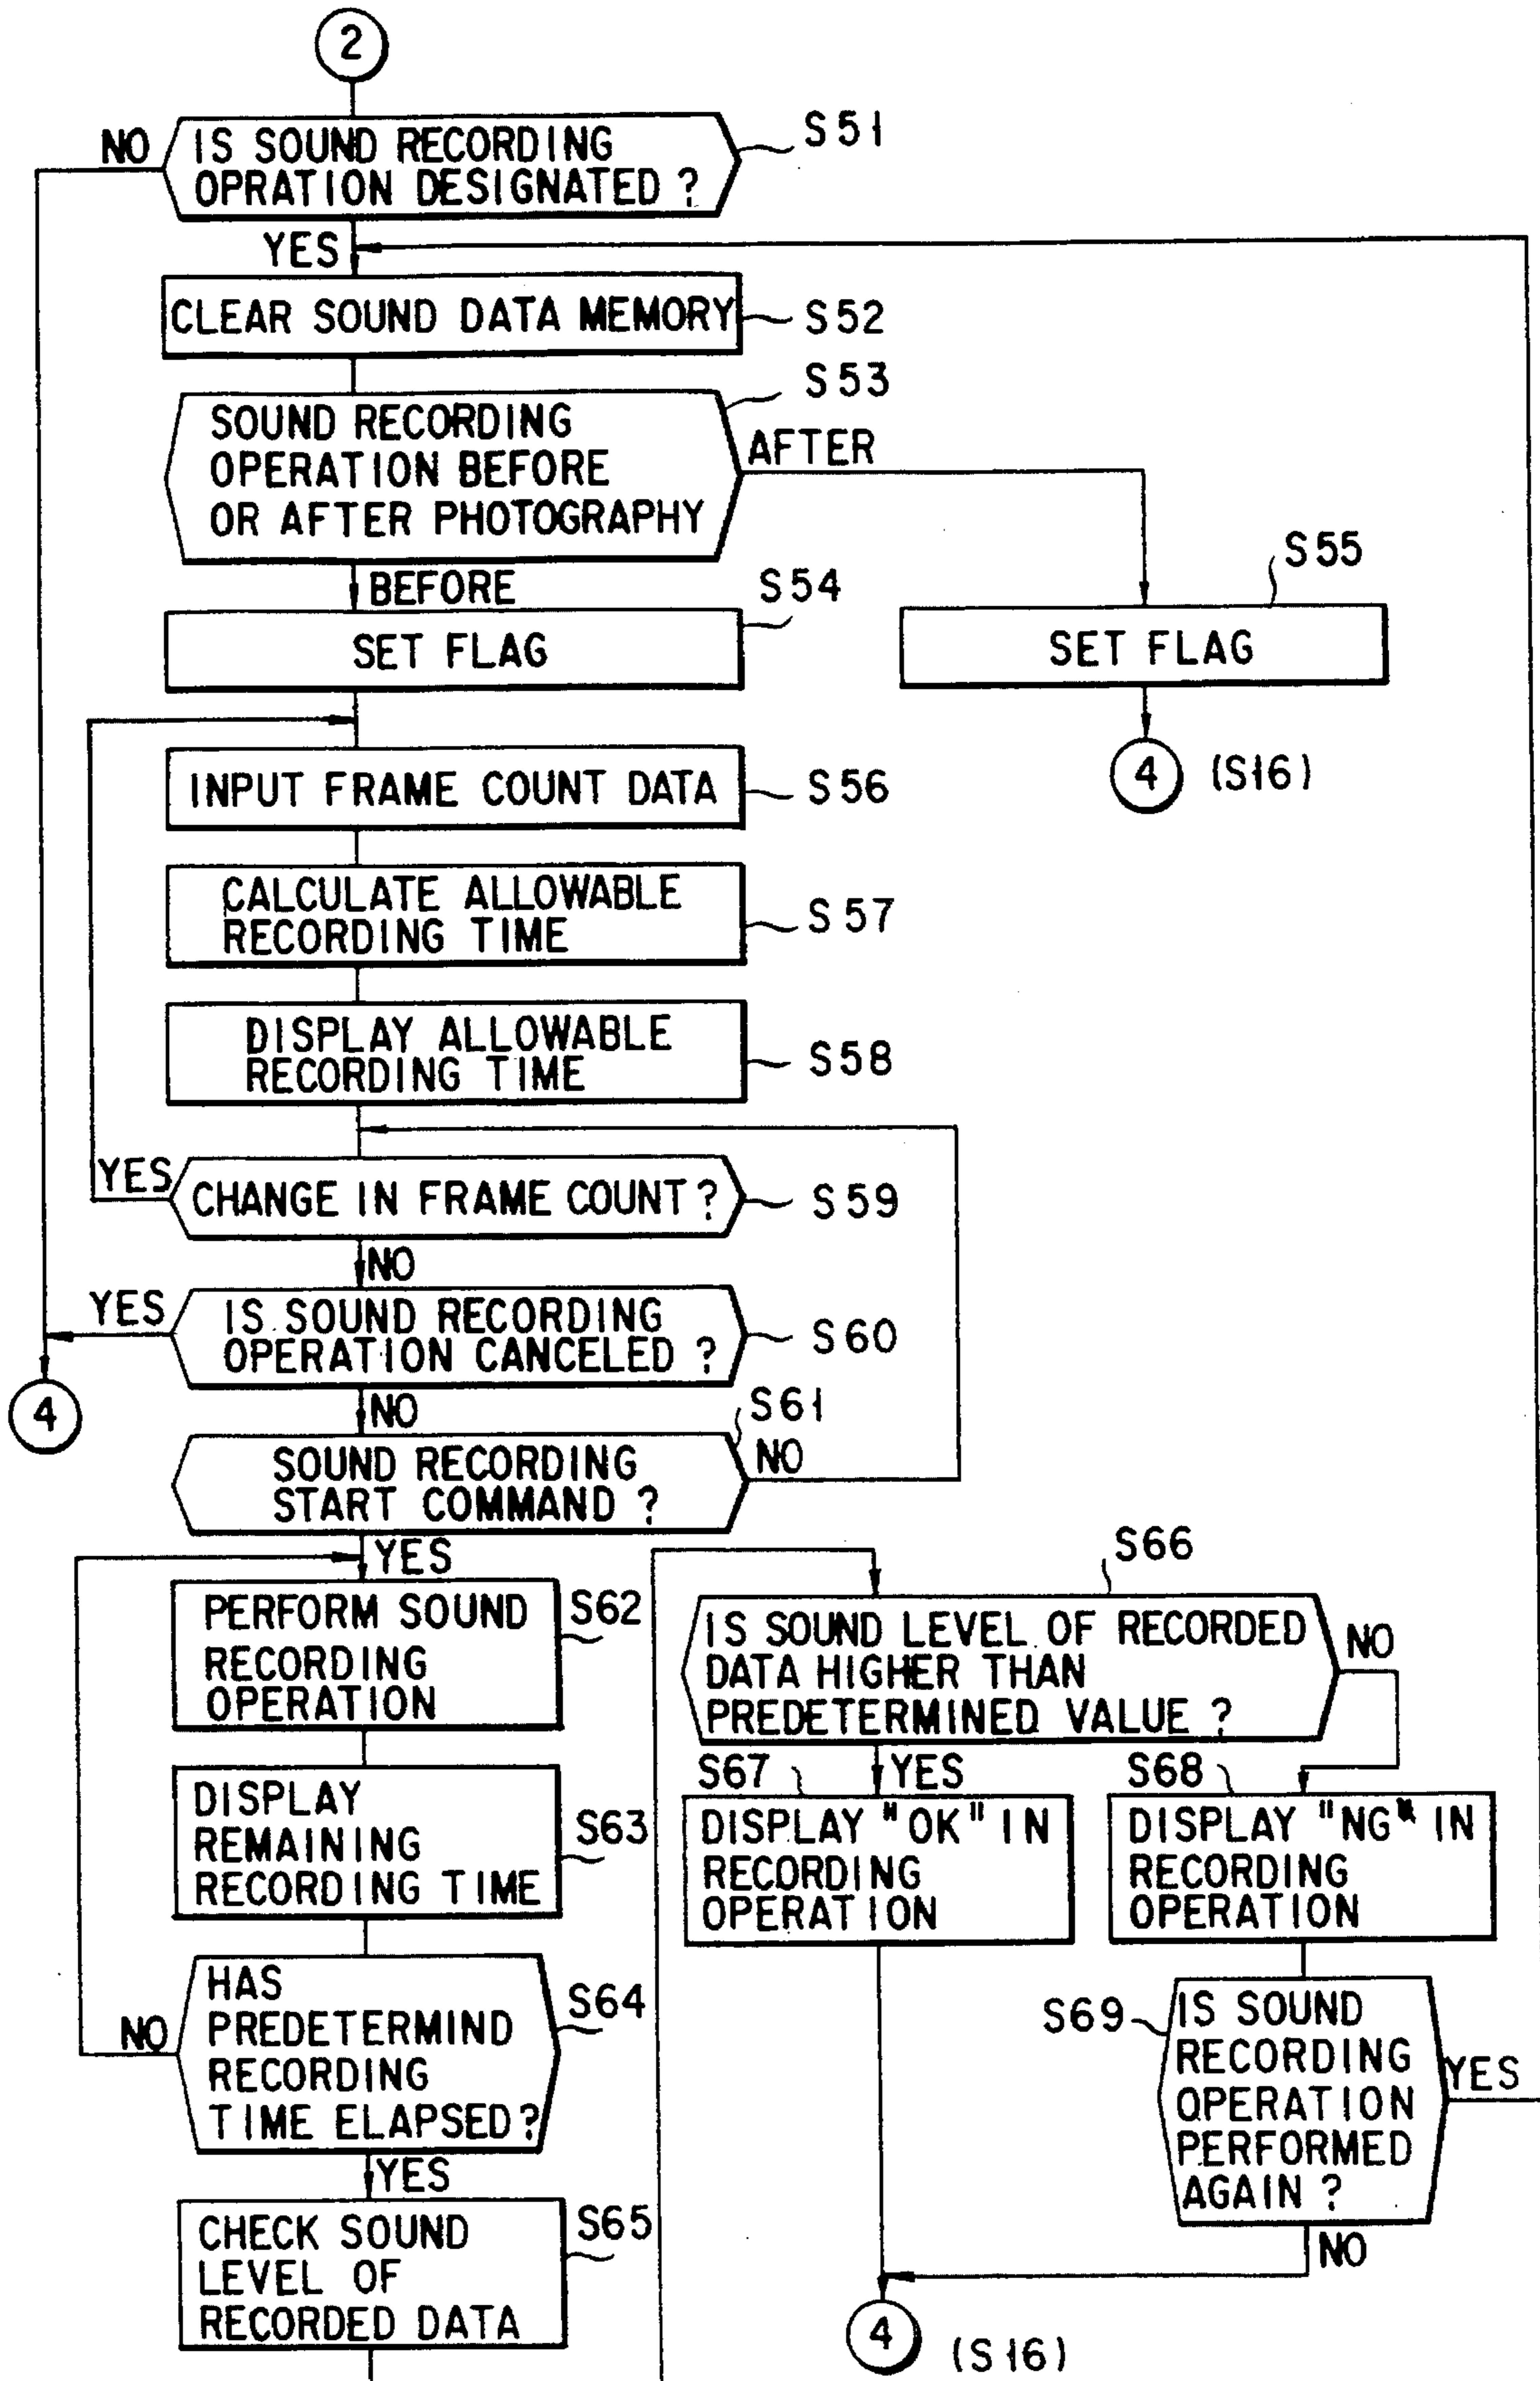 2
NO
IS SOUND RECORDING
OPRATION DESIGNATED ?
S51
YES
CLEAR SOUND DATA MEMORY
S52
S53
SOUND RECORDING
OPERATION BEFORE
OR AFTER PHOTOGRAPHY
AFTER
BEFORE
S54
SET FLAG
S55
SET FLAG
4 (S16)
INPUT FRAME COUNT DATA
S56
CALCULATE ALLOWABLE
RECORDING TIME
S57
DISPLAY ALLOWABLE
RECORDING TIME
S58
YES
CHANGE IN FRAME COUNT ?
S59
NO
YES
IS SOUND RECORDING
OPERATION CANCELED ?
S60
4
NO
S61
SOUND RECORDING
START COMMAND ?
NO
YES
PERFORM SOUND
RECORDING
OPERATION
S62
DISPLAY
REMAINING
RECORDING TIME
S63
HAS
PREDETERMIND
RECORDING
TIME ELAPSED ?
S64
NO
YES
CHECK SOUND
LEVEL OF
RECORDED DATA
S65
S66
IS SOUND LEVEL OF RECORDED
DATA HIGHER THAN
PREDETERMINED VALUE ?
NO
S67
YES
DISPLAY "OK" IN
RECORDING
OPERATION
S68
DISPLAY "NG" IN
RECORDING
OPERATION
S69
IS SOUND
RECORDING
OPERATION
PERFORMED
AGAIN ?
YES
NO
4 (S16)